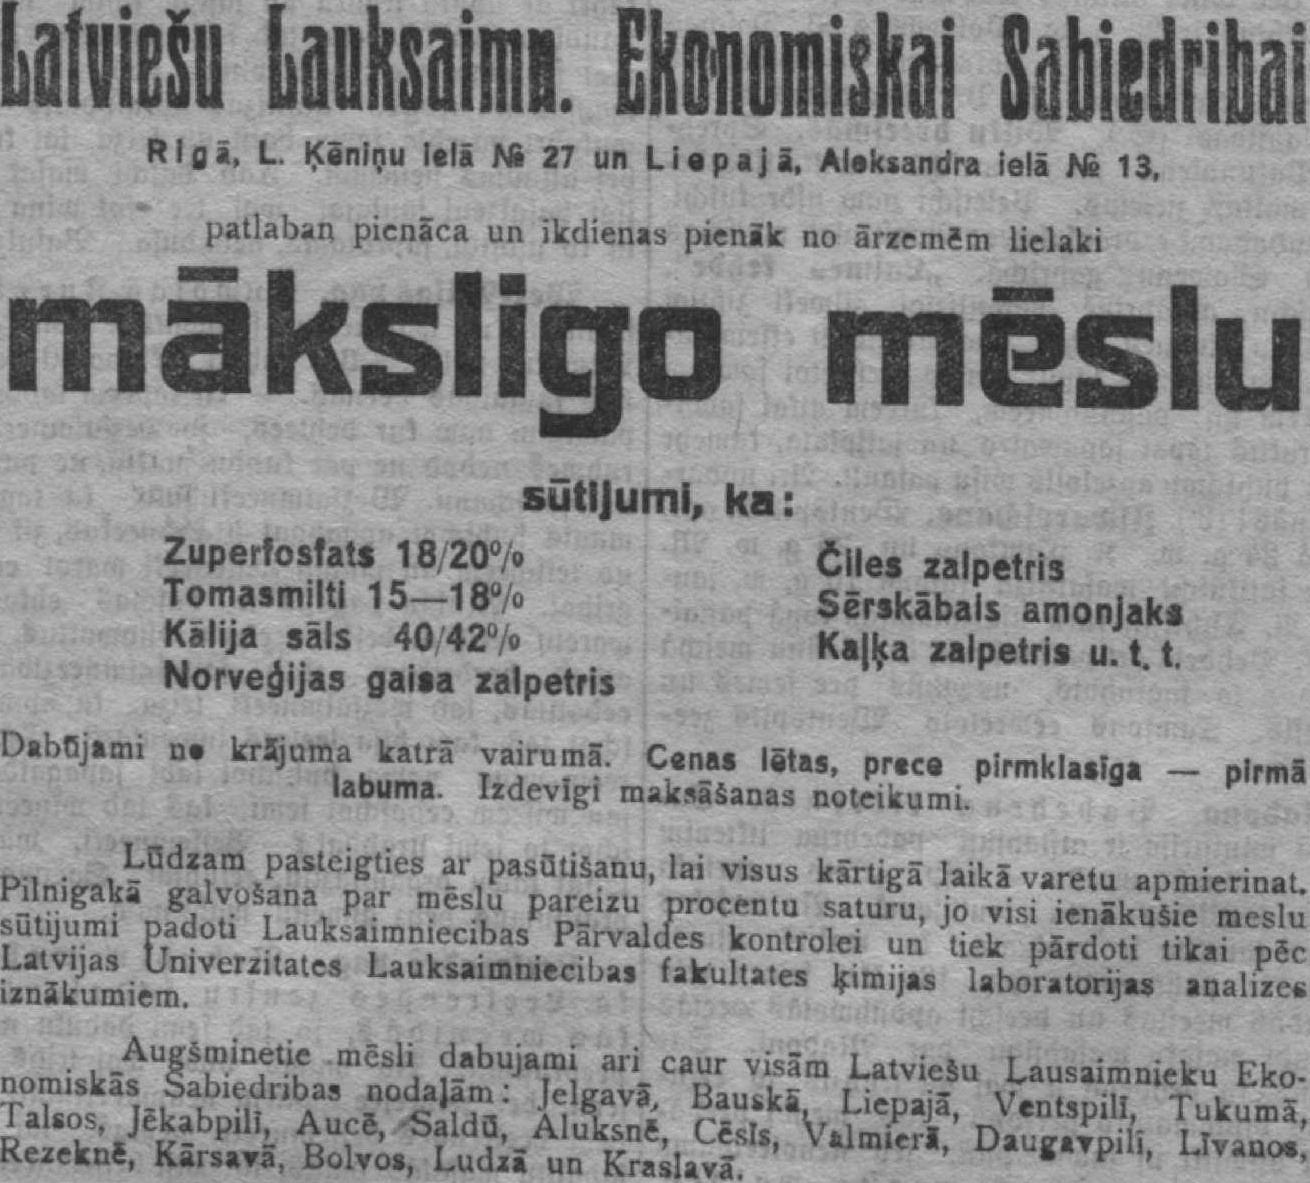 Latviešu Lauksaimn. Ekonomiskai Sabiedribai
Rigā, L. Ķēniņu ielā № 27 un Liepajā, Aleksandra ielā № 13,
patlaban pienāca un ikdienas pienāk no ārzemēm lielaki
māksligo mēslu
sūtijumi, ka:
Zuperfosfats 18/20%
Tomasmilti 15—18%
Kālija sāls 40/42%
Norveģijas gaisa zalpetris
Čiles zalpetris
Sērskābais amonjaks
Kaļķa zalpetris u. t. t.
Dabūjami no krājuma katrā vairumā. Cenas lētas, prece pirmklasīga — pirmā
labuma. Izdevīgi maksāšanas noteikumi.
Lūdzam pasteigties ar pasūtišanu, lai visus kārtigā laikā varetu apmierinat.
Pilnigakā galvošana par mēslu pareizu procentu saturu, jo visi ienākušie meslu
sūtijumi padoti Lauksaimniecibas Pārvaldes kontrolei un tiek pārdoti tikai pēc
Latvijas Univerzitates Lauksaimniecibas fakultates ķimijas laboratorijas analizes
iznākumiem.
Augšminetie mēsli dabujami ari caur visām Latviešu Lausaimnieku Eko-
nomiskās Sabiedribas nodaļām: Jelgavā, Bauskā, Liepajā, Ventspilī, Tukumā,
Talsos, Jēkabpilī, Aucē, Saldū, Aluksnē, Cēsīs, Valmierā, Daugavpilī, Līvanos,
Rezeknē, Kārsavā, Bolvos, Ludzā un Kraslavā.